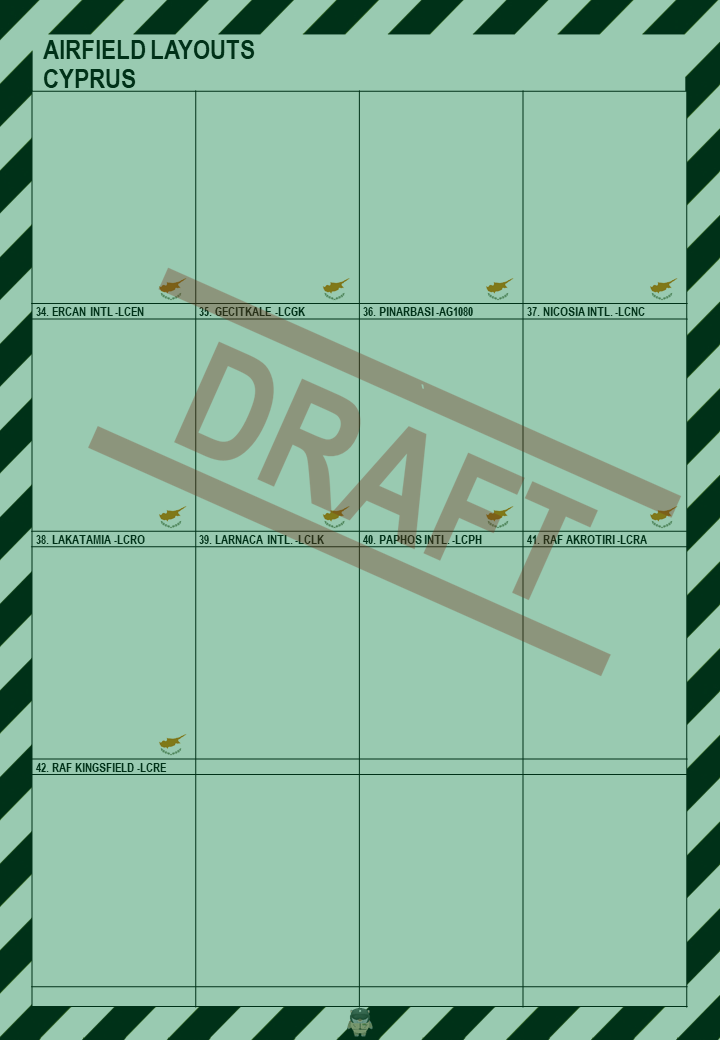 AIRFIELD LAYOUTS
CYPRUS
34. ERCAN INTL -LCEN
35. GECITKALE -LCGK
36. PINARBASI -AG1080
37. NICOSIA INTL. -LCNC
DRAFT
38. LAKATAMIA -LCRO
39. LARNACA INTL. -LCLK
40. PAPHOS INTL. -LCPH
41. RAF AKROTIRI -LCRA
42. RAF KINGSFIELD -LCRE